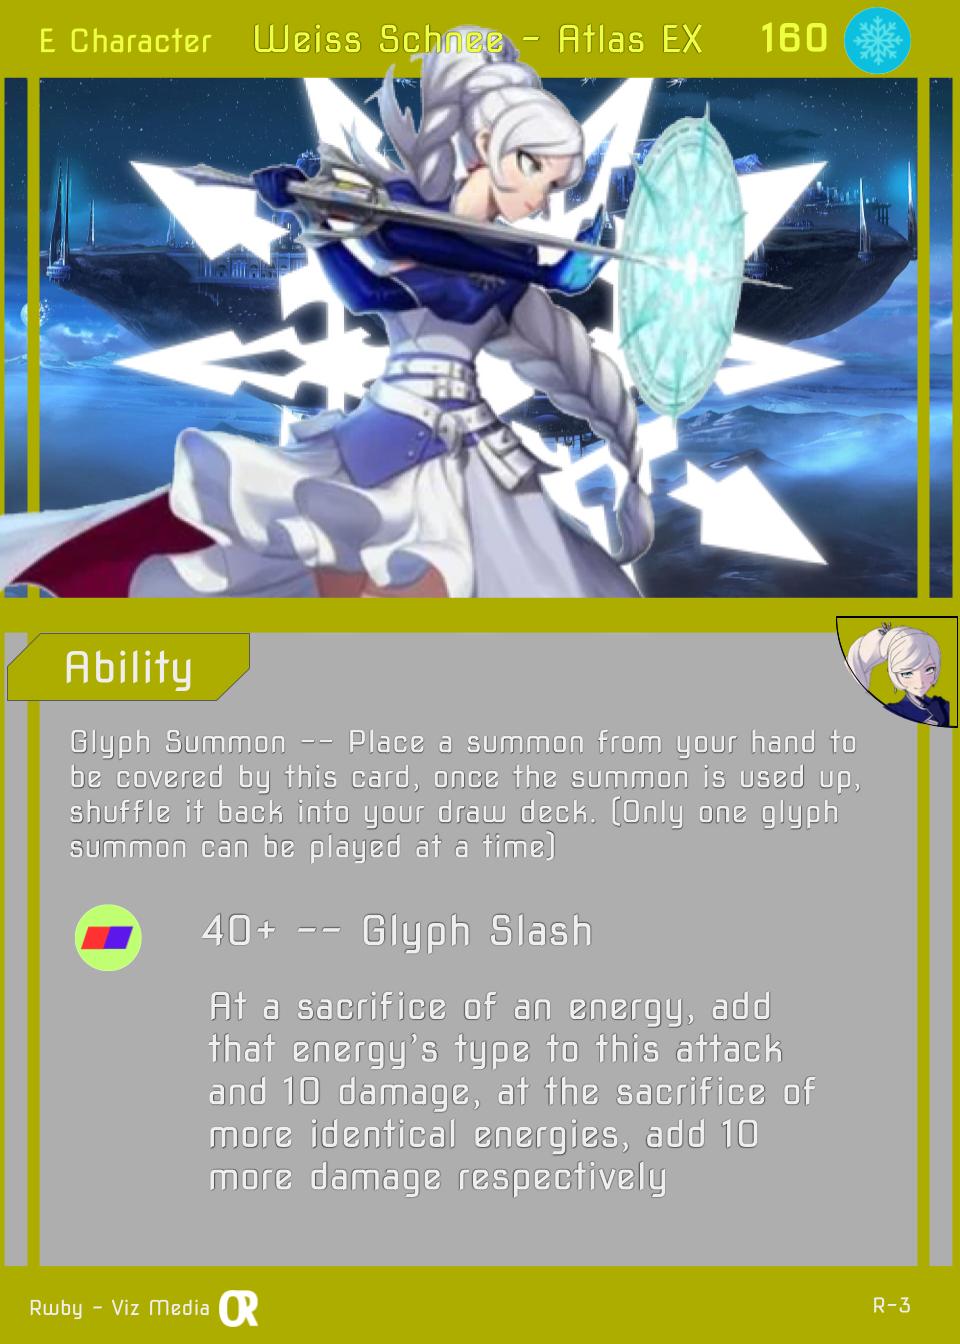 E Character Weiss Schnee - Atlas EX 160
Ability
Glyph Summon -- Place a summon from your hand to
be covered by this card, once the summon is used up,
shuffle it back into your draw deck. (Only one glyph
summon can be played at a time)
40+ -- Glyph Slash
At a sacrifice of an energy, add
that energy's type to this attack
and 10 damage, at the sacrifice of
more identical energies, add 10
more damage respectively
Rwby - Viz Media OR R-3